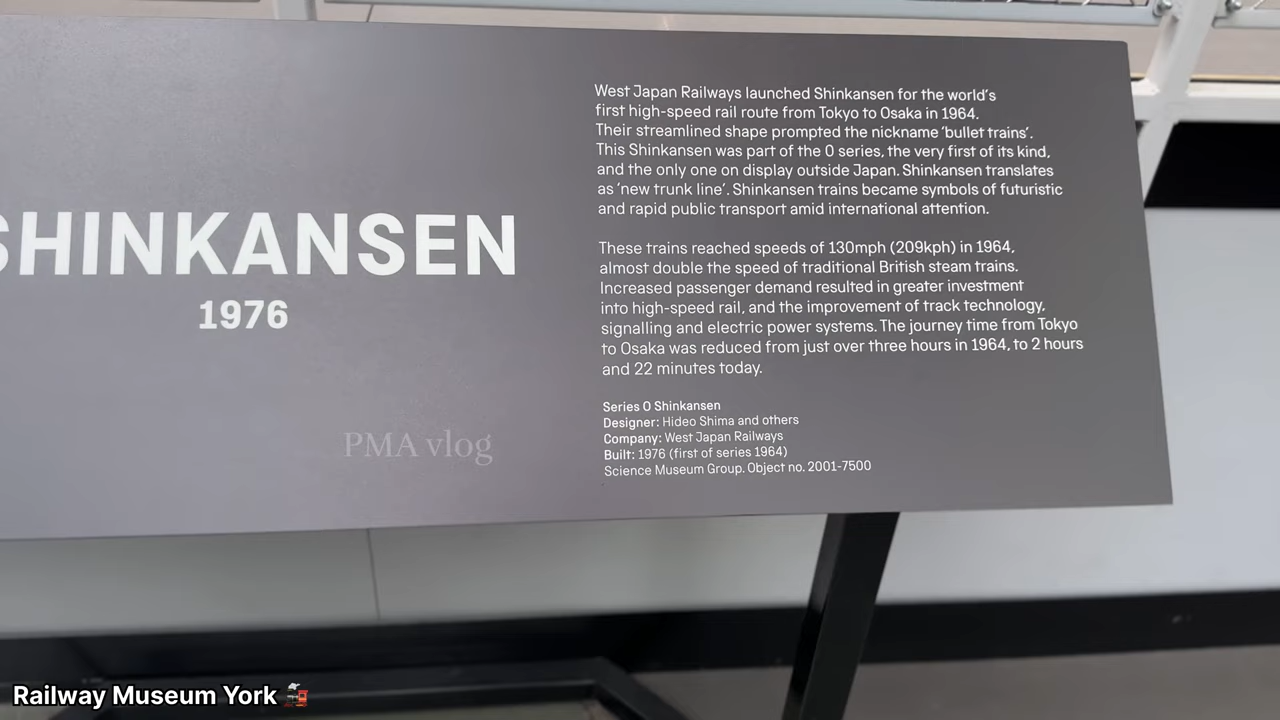 SHINKANSEN
1976
West Japan Railways launched Shinkansen for the world's
first high-speed rail route from Tokyo to Osaka in 1964.
Their streamlined shape prompted the nickname 'bullet trains'.
This Shinkansen was part of the 0 series, the very first of its kind,
and the only one on display outside Japan. Shinkansen translates
as 'new trunk line'. Shinkansen trains became symbols of futuristic
and rapid public transport amid international attention.
These trains reached speeds of 130mph (209kph) in 1964,
almost double the speed of traditional British steam trains.
Increased passenger demand resulted in greater investment
into high-speed rail, and the improvement of track technology,
signalling and electric power systems. The journey time from Tokyo
to Osaka was reduced from just over three hours in 1964, to 2 hours
and 22 minutes today.
Series 0 Shinkansen
Designer: Hideo Shima and others
Company: West Japan Railways
Built: 1976 (first of series 1964)
Science Museum Group. Object no. 2001-7500
PMA vlog
Railway Museum York 🚂